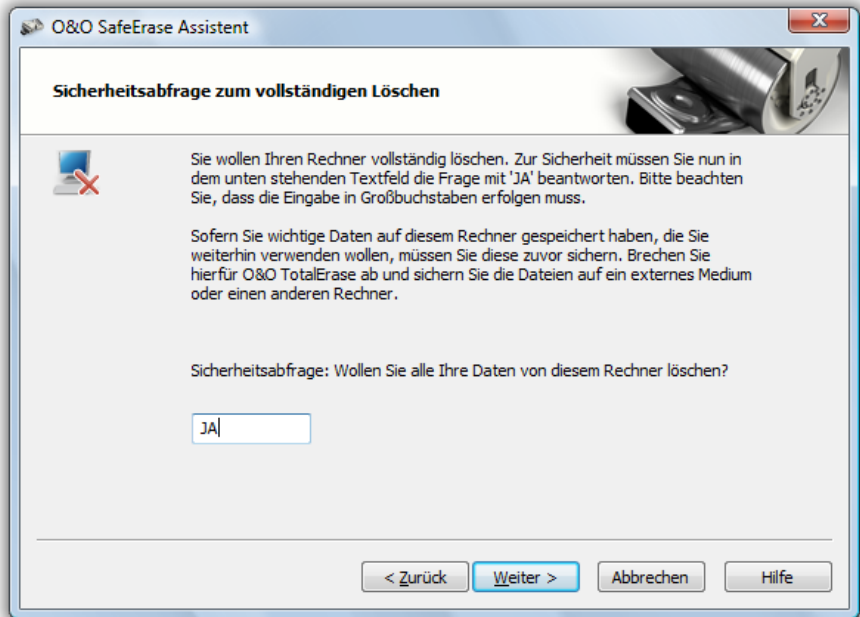 O&O SafeErase Assistent
Sicherheitsabfrage zum vollständigen Löschen
Sie wollen Ihren Rechner vollständig löschen. Zur Sicherheit müssen Sie nun in
dem unten stehenden Textfeld die Frage mit 'JA' beantworten. Bitte beachten
Sie, dass die Eingabe in Großbuchstaben erfolgen muss.
Sofern Sie wichtige Daten auf diesem Rechner gespeichert haben, die Sie
weiterhin verwenden wollen, müssen Sie diese zuvor sichern. Brechen Sie
hierfür O&O TotalErase ab und sichern Sie die Dateien auf ein externes Medium
oder einen anderen Rechner.
Sicherheitsabfrage: Wollen Sie alle Ihre Daten von diesem Rechner löschen?
JA
< Zurück Weiter > Abbrechen Hilfe